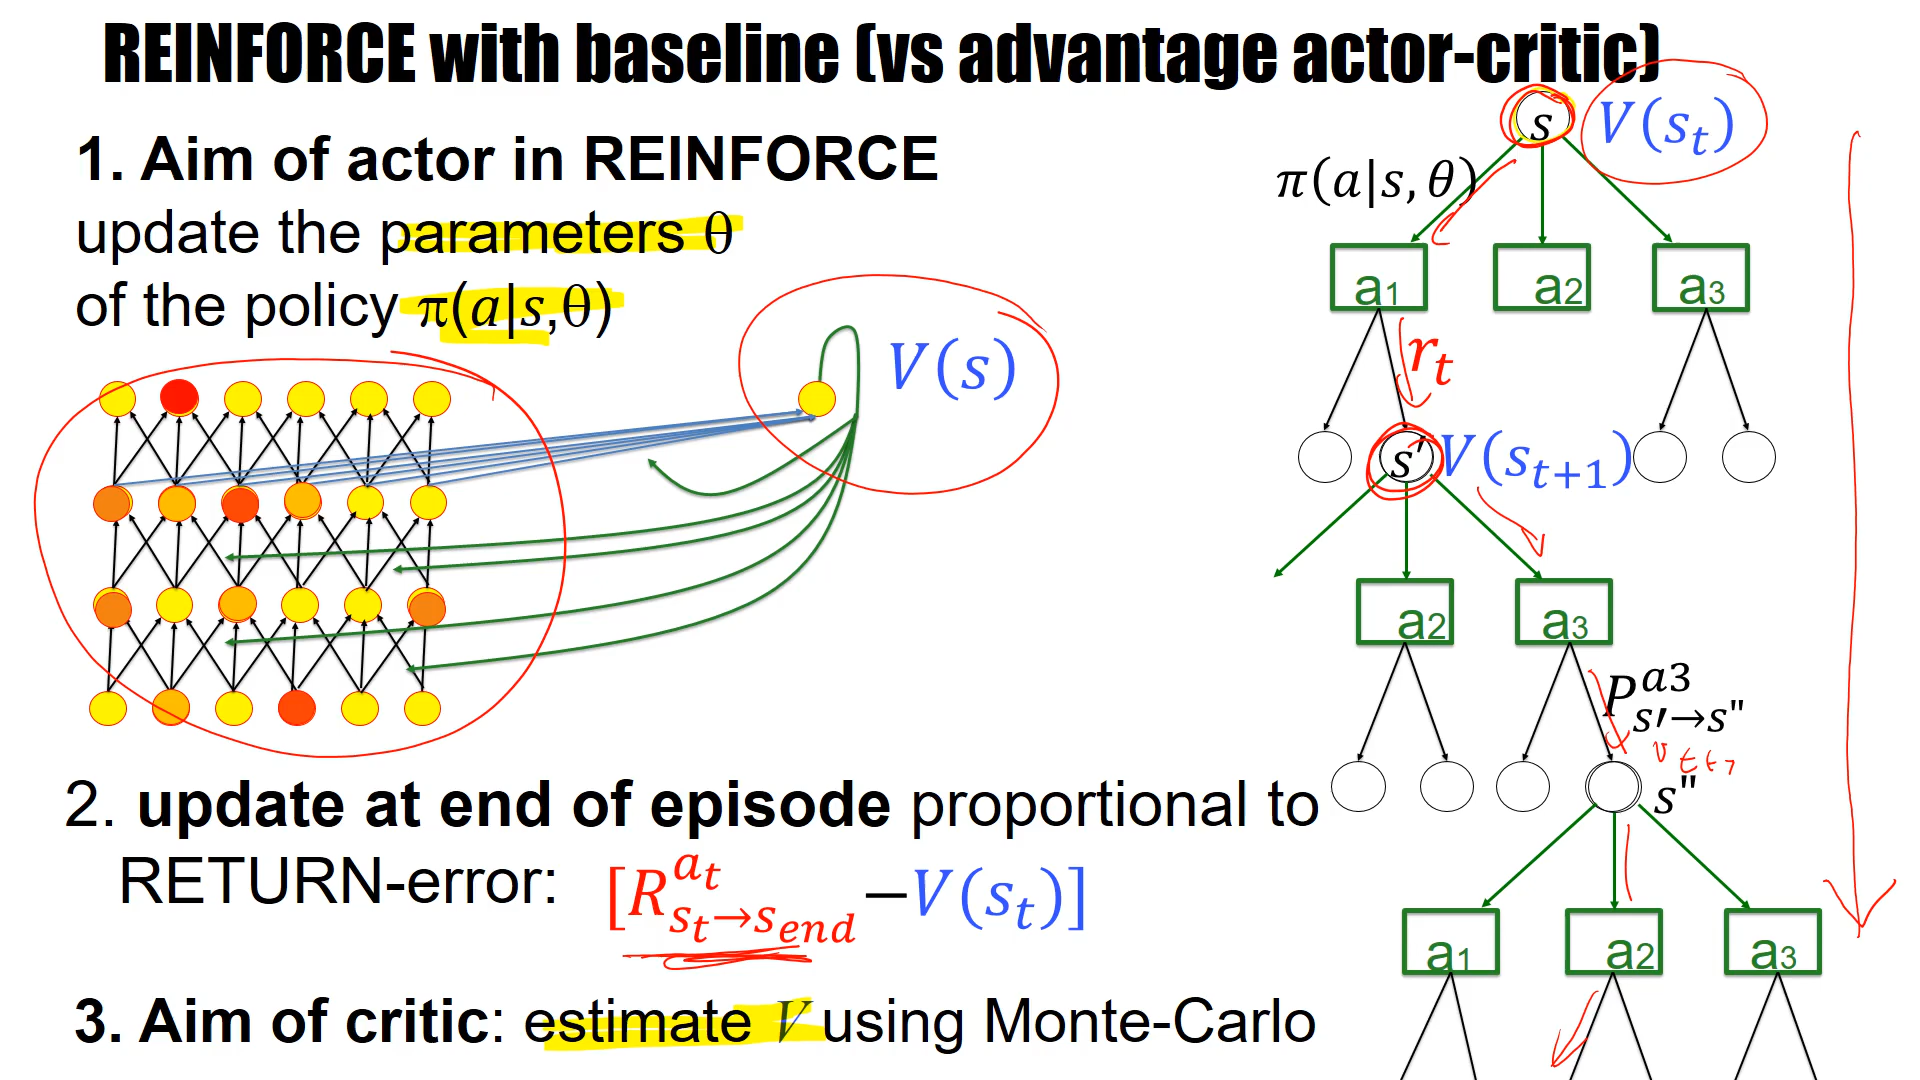 REINFORCE with baseline (vs advantage actor-critic)
1. Aim of actor in REINFORCE
update the parameters θ
of the policy π(a|s,θ)
V(s)
2. update at end of episode proportional to
RETURN-error: [R^{a_t}_{s_t→s_{end}} −V(s_t)]
3. Aim of critic: estimate V using Monte-Carlo
s V(s_t)
π(a|s,θ)
a1 a2 a3
r_t
s' V(s_{t+1})
a2 a3
P^{a3}_{s'→s"}
s"
a1 a2 a3